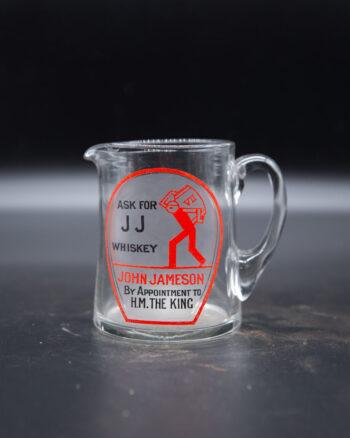 ASK FOR
J J
WHISKEY
JOHN JAMESON
BY APPOINTMENT TO
H.M. THE KING